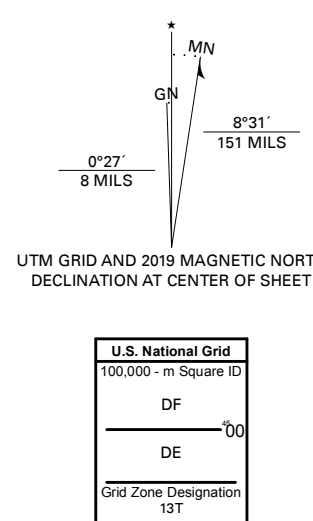 ★
MN
GN
8°31´
151 MILS
0°27´
8 MILS
UTM GRID AND 2019 MAGNETIC NORT
DECLINATION AT CENTER OF SHEET
U.S. National Grid
100,000 - m Square ID
DF
4500
DE
Grid Zone Designation
13T